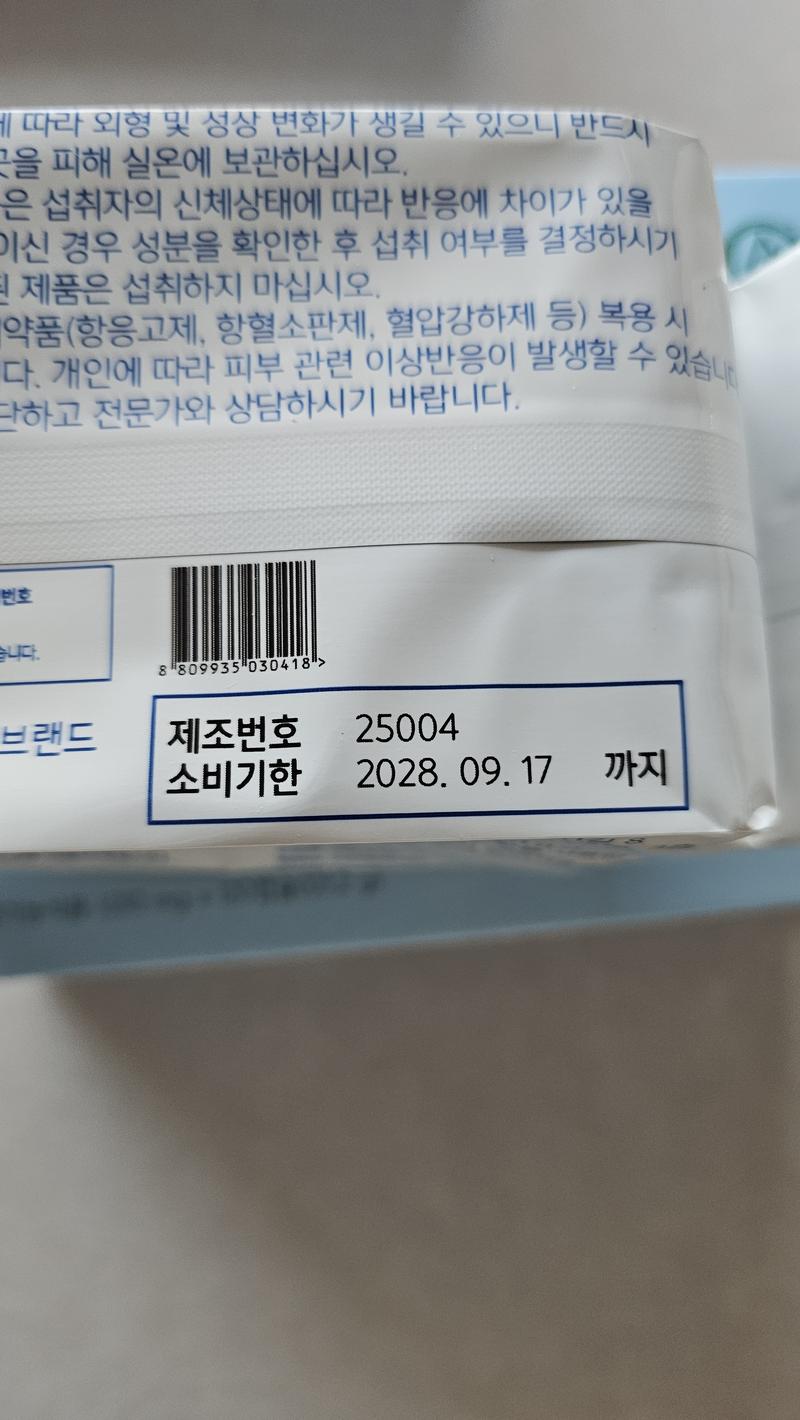 따라 외형 및 성상 변화가 생길 수 있으니 반드시
피해 실온에 보관하십시오.
은 섭취자의 신체상태에 따라 반응에 차이가 있을
이신 경우 성분을 확인한 후 섭취 여부를 결정하시기
제품은 섭취하지 마십시오.
약품(항응고제, 항혈소판제, 혈압강하제 등) 복용 시
다. 개인에 따라 피부 관련 이상반응이 발생할 수 있습니다
단하고 전문가와 상담하시기 바랍니다.
번호
습니다.
8 809935 030418 >
브랜드
제조번호 25004
소비기한 2028. 09. 17 까지